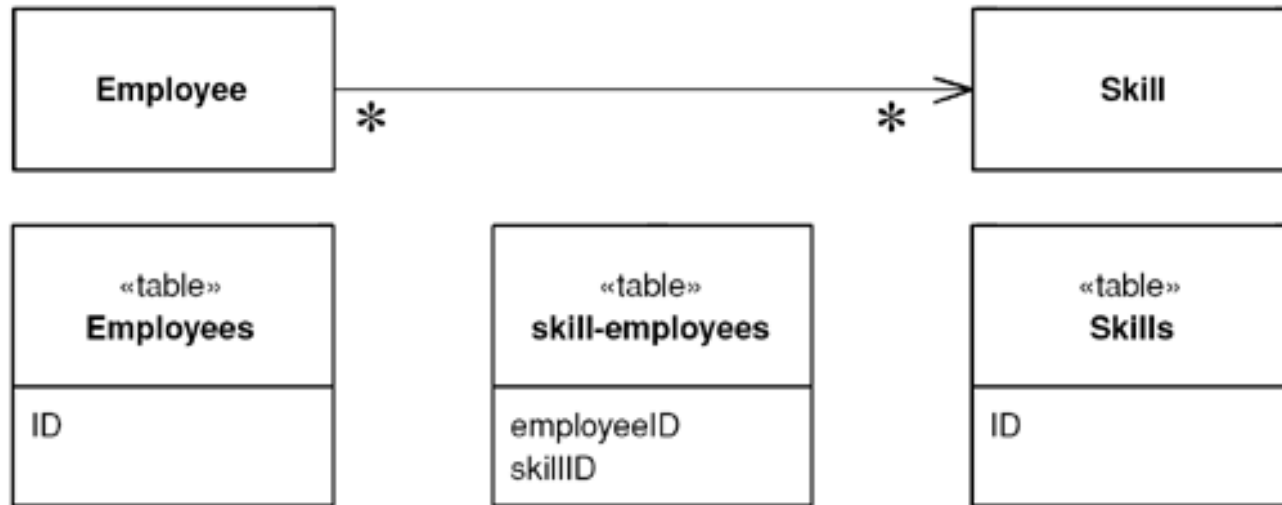 Employee
Skill
*
*
«table»
Employees
«table»
skill-employees
«table»
Skills
ID
employeeID
skillID
ID